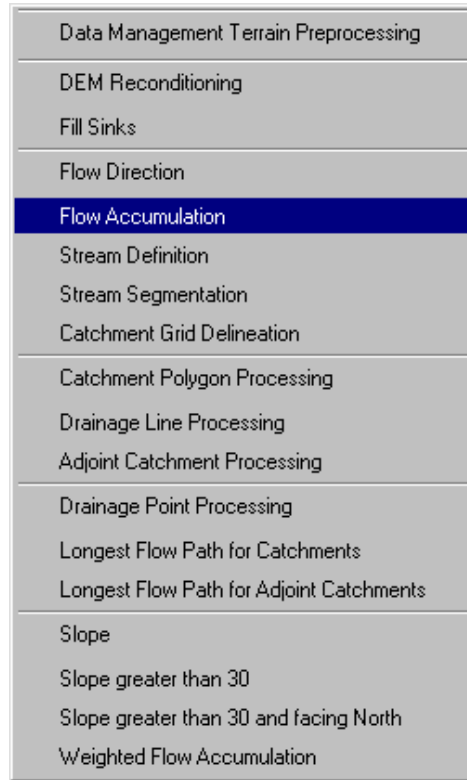 Data Management Terrain Preprocessing
DEM Reconditioning
Fill Sinks
Flow Direction
Flow Accumulation
Stream Definition
Stream Segmentation
Catchment Grid Delineation
Catchment Polygon Processing
Drainage Line Processing
Adjoint Catchment Processing
Drainage Point Processing
Longest Flow Path for Catchments
Longest Flow Path for Adjoint Catchments
Slope
Slope greater than 30
Slope greater than 30 and facing North
Weighted Flow Accumulation